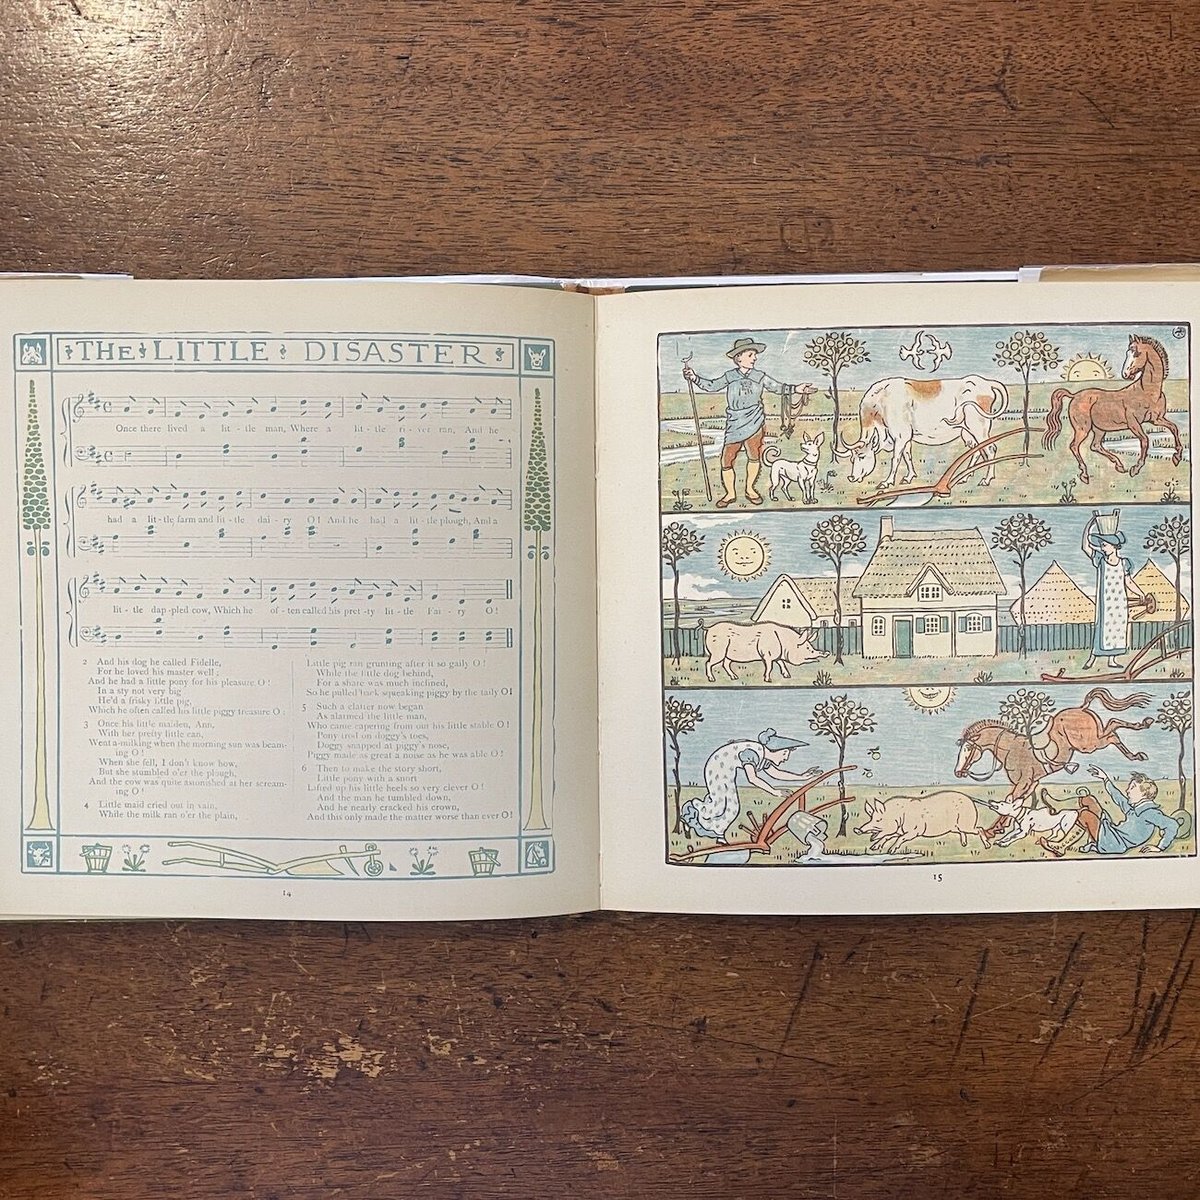 THE LITTLE DISASTER
Once there lived a lit - tle man, Where a lit - tle ri - ver ran, And he
had a lit - tle farm and lit - tle dai - ry O! And he had a lit - tle plough, And a
lit - tle dap - pled cow, Which he of - ten called his pret - ty lit - tle Fai - ry O!
2 And his dog he called Fidelle,
For he loved his master well;
And he had a little pony for his pleasure O!
In a sty not very big
He'd a frisky little pig,
Which he often called his little piggy treasure O;
3 Once his little maiden, Ann,
With her pretty little can,
Went a-milking when the morning sun was beam-
ing O!
When she fell, I don't know how,
But she stumbled o'er the plough,
And the cow was quite astonished at her scream-
ing O!
4 Little maid cried out in vain,
While the milk ran o'er the plain,
Little pig ran grunting after it so gaily O!
While the little dog behind,
For a share was much inclined,
So he pulled back squeaking piggy by the taily O!
5 Such a clatter now began
As alarmed the little man,
Who came capering from out his little stable O!
Pony trod on doggy's toes,
Doggy snapped at piggy's nose,
Piggy made as great a noise as he was able O!
6 Then to make the story short,
Little pony with a snort
Lifted up his little heels so very clever O!
And the man he tumbled down,
And he nearly cracked his crown,
And this only made the matter worse than ever O!
14
15